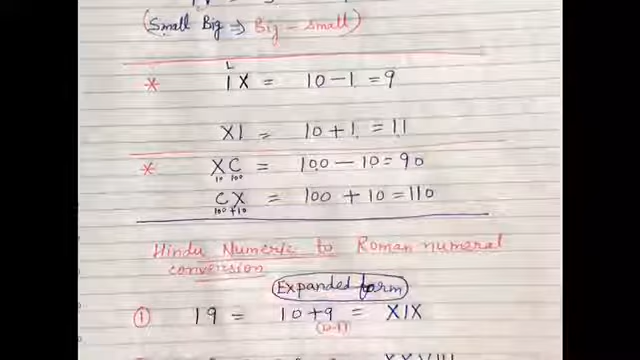 (Small Big ⇒ Big - Small)
* IX = 10 - 1 = 9
XI = 10 + 1 = 11
* XC = 100 - 10 = 90
10 100
CX = 100 + 10 = 110
100+10
Hindu Numeric to Roman numeral
conversion
Expanded form
① 19 = 10 + 9 = XIX
(10-1)
XXVIII